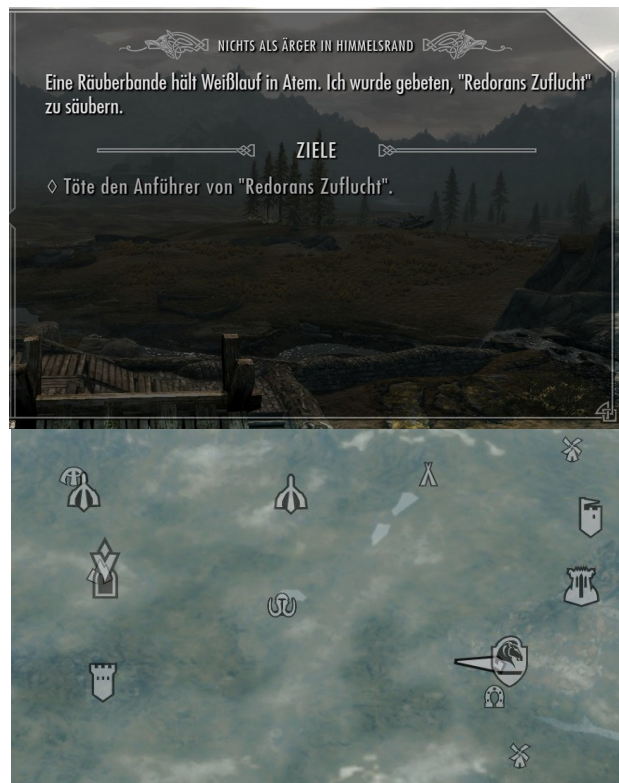 NICHTS ALS ÄRGER IN HIMMELSRAND
Eine Räuberbande hält Weißlauf in Atem. Ich wurde gebeten, "Redorans Zuflucht"
zu säubern.
ZIELE
Töte den Anführer von "Redorans Zuflucht".